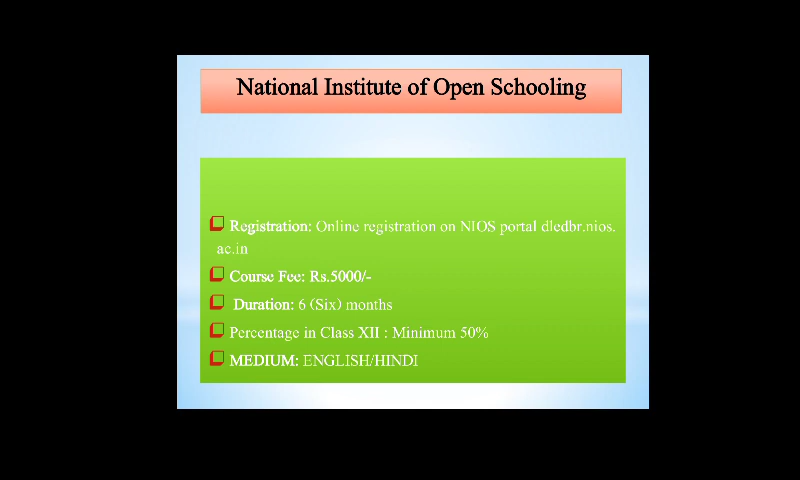 National Institute of Open Schooling
Registration: Online registration on NIOS portal dledbr.nios.
ac.in
Course Fee: Rs.5000/-
Duration: 6 (Six) months
Percentage in Class XII : Minimum 50%
MEDIUM: ENGLISH/HINDI